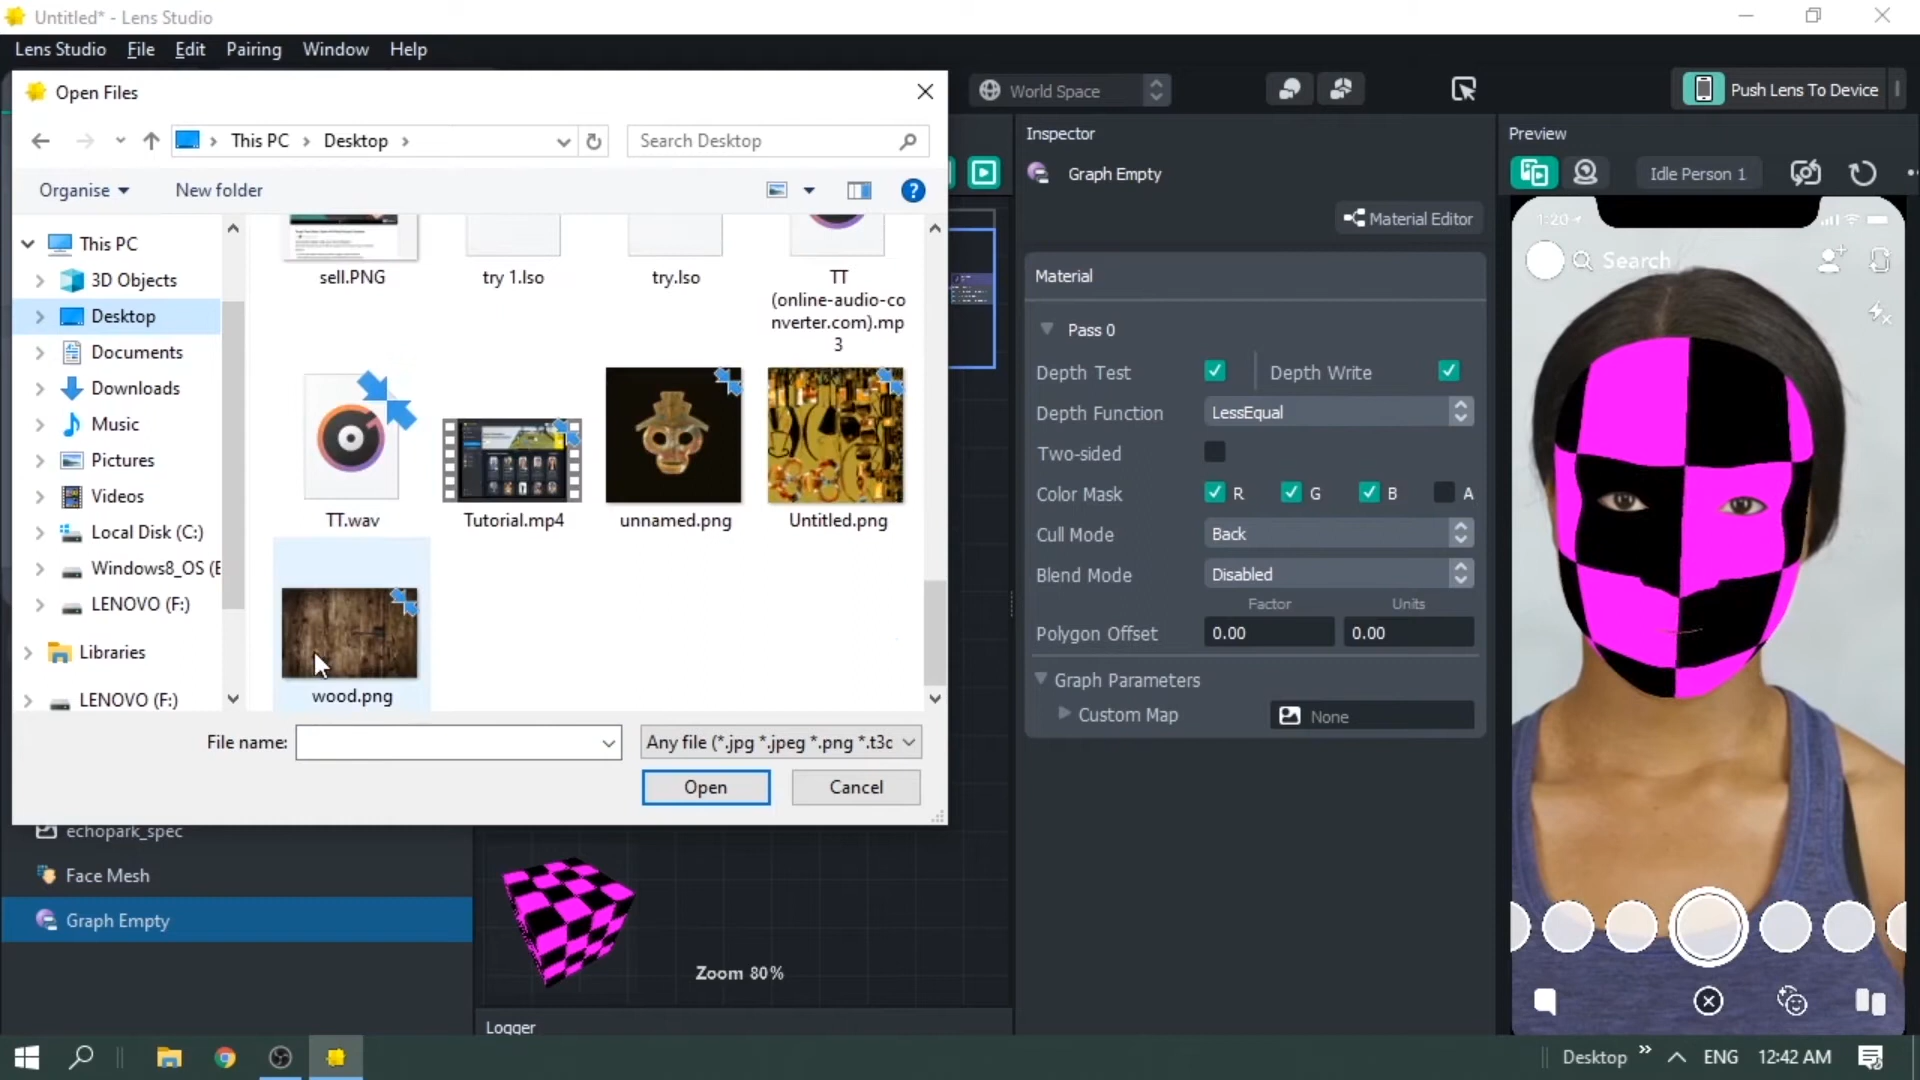 Untitled* - Lens Studio
Lens Studio File Edit Pairing Window Help
Open Files
World Space
Push Lens To Device
This PC Desktop
Search Desktop
Organise
New folder
Inspector
Graph Empty
Material Editor
Preview
Idle Person 1
This PC
3D Objects
Desktop
Documents
Downloads
Music
Pictures
Videos
Local Disk (C:)
Windows8_OS (E
LENOVO (F:)
Libraries
LENOVO (F:)
sell.PNG
try 1.lso
try.lso
TT
(online-audio-co
nverter.com).mp
3
TT.wav
Tutorial.mp4
unnamed.png
Untitled.png
wood.png
File name:
Any file (*.jpg *.jpeg *.png *.t3c
Open
Cancel
Material
Pass 0
Depth Test
Depth Write
Depth Function
LessEqual
Two-sided
Color Mask
R G B A
Cull Mode
Back
Blend Mode
Disabled
Factor
Units
Polygon Offset
0.00
0.00
Graph Parameters
Custom Map
None
1:20
Search
echopark_spec
Face Mesh
Graph Empty
Zoom 80%
Logger
Desktop
ENG
12:42 AM